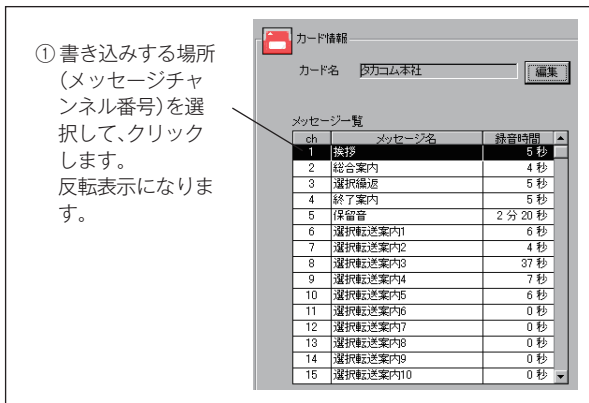 ① 書き込みする場所
(メッセージチャ
ンネル番号)を選
択して、クリック
します。
反転表示になりま
す。
カード情報
カード名 タカコム本社 編集
メッセージ一覧
ch メッセージ名 録音時間
1 挨拶 5 秒
2 総合案内 4 秒
3 選択繰返 5 秒
4 終了案内 5 秒
5 保留音 2 分 20 秒
6 選択転送案内1 6 秒
7 選択転送案内2 4 秒
8 選択転送案内3 37 秒
9 選択転送案内4 7 秒
10 選択転送案内5 6 秒
11 選択転送案内6 0 秒
12 選択転送案内7 0 秒
13 選択転送案内8 0 秒
14 選択転送案内9 0 秒
15 選択転送案内10 0 秒